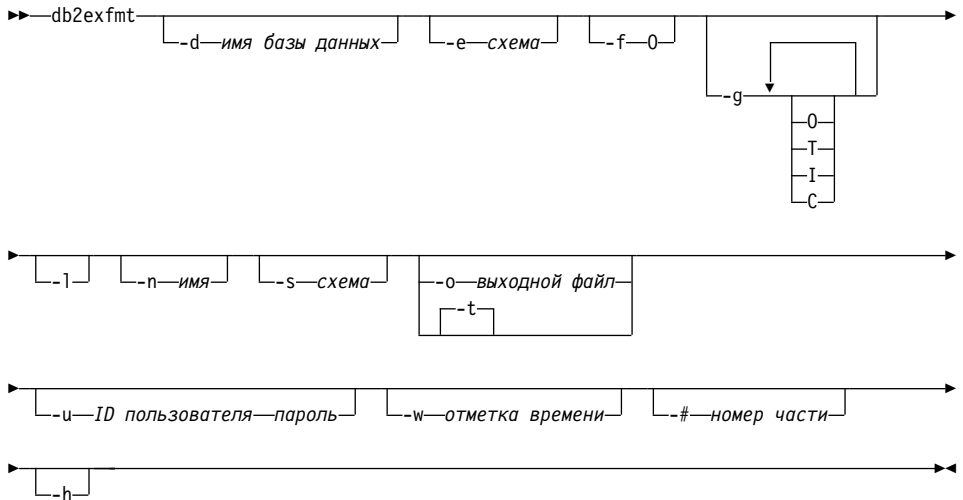 db2exfmt
-d имя базы данных -e схема -f O
-g
O
T
I
C
-l -n имя -s схема -o выходной файл
-t
-u ID пользователя пароль -w отметка времени -# номер части
-h